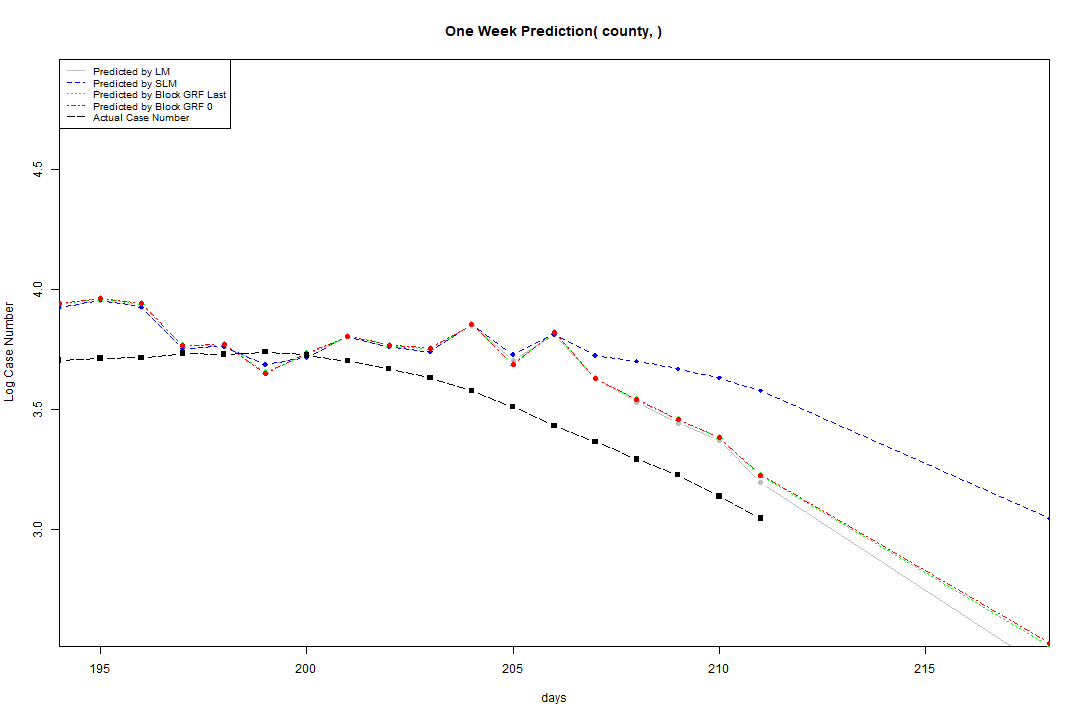 One Week Prediction( county, )
Predicted by LM
Predicted by SLM
Predicted by Block GRF Last
Predicted by Block GRF 0
Actual Case Number
4.5
4.0
3.5
3.0
Log Case Number
195
200
205
210
215
days